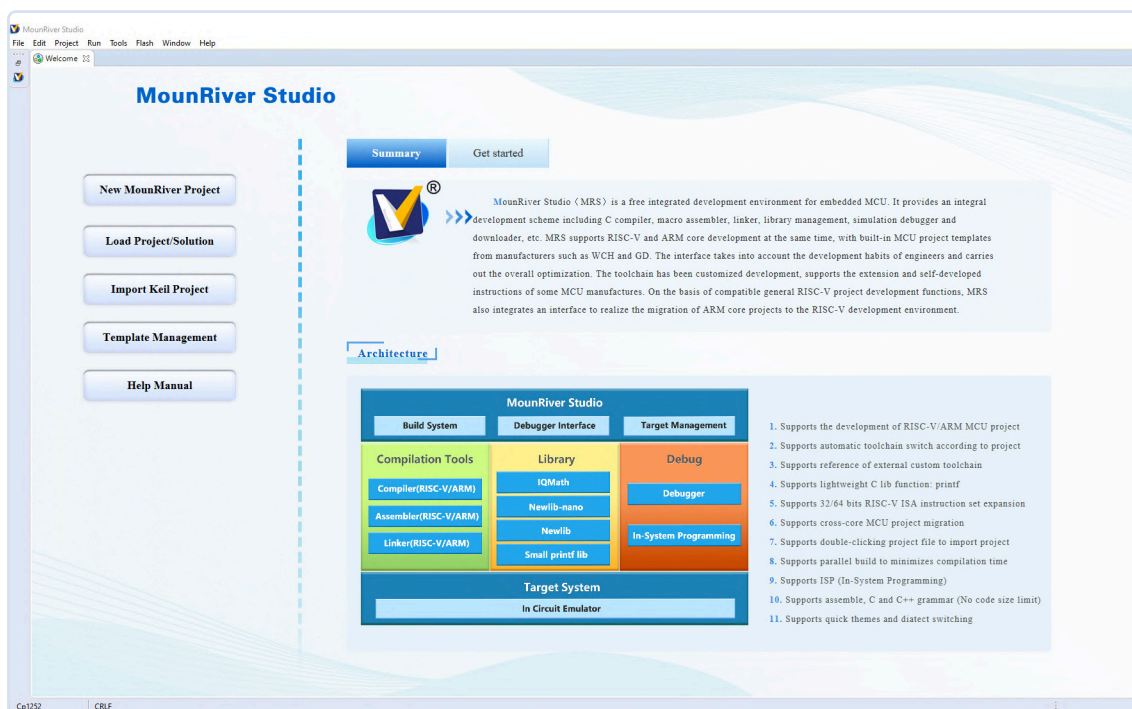 MounRiver Studio
File Edit Project Run Tools Flash Window Help
Welcome
MounRiver Studio
New MounRiver Project
Load Project/Solution
Import Keil Project
Template Management
Help Manual
Summary Get started
®
MounRiver Studio（MRS）is a free integrated development environment for embedded MCU. It provides an integral
development scheme including C compiler, macro assembler, linker, library management, simulation debugger and
downloader, etc. MRS supports RISC-V and ARM core development at the same time, with built-in MCU project templates
from manufacturers such as WCH and GD. The interface takes into account the development habits of engineers and carries
out the overall optimization. The toolchain has been customized development, supports the extension and self-developed
instructions of some MCU manufactures. On the basis of compatible general RISC-V project development functions, MRS
also integrates an interface to realize the migration of ARM core projects to the RISC-V development environment.
Architecture
MounRiver Studio
Build System Debugger Interface Target Management
Compilation Tools
Compiler(RISC-V/ARM)
Assembler(RISC-V/ARM)
Linker(RISC-V/ARM)
Library
IQMath
Newlib-nano
Newlib
Small printf lib
Debug
Debugger
In-System Programming
Target System
In Circuit Emulator
1. Supports the development of RISC-V/ARM MCU project
2. Supports automatic toolchain switch according to project
3. Supports reference of external custom toolchain
4. Supports lightweight C lib function: printf
5. Supports 32/64 bits RISC-V ISA instruction set expansion
6. Supports cross-core MCU project migration
7. Supports double-clicking project file to import project
8. Supports parallel build to minimizes compilation time
9. Supports ISP (In-System Programming)
10. Supports assemble, C and C++ grammar (No code size limit)
11. Supports quick themes and diatect switching
Cp1252 CRLF